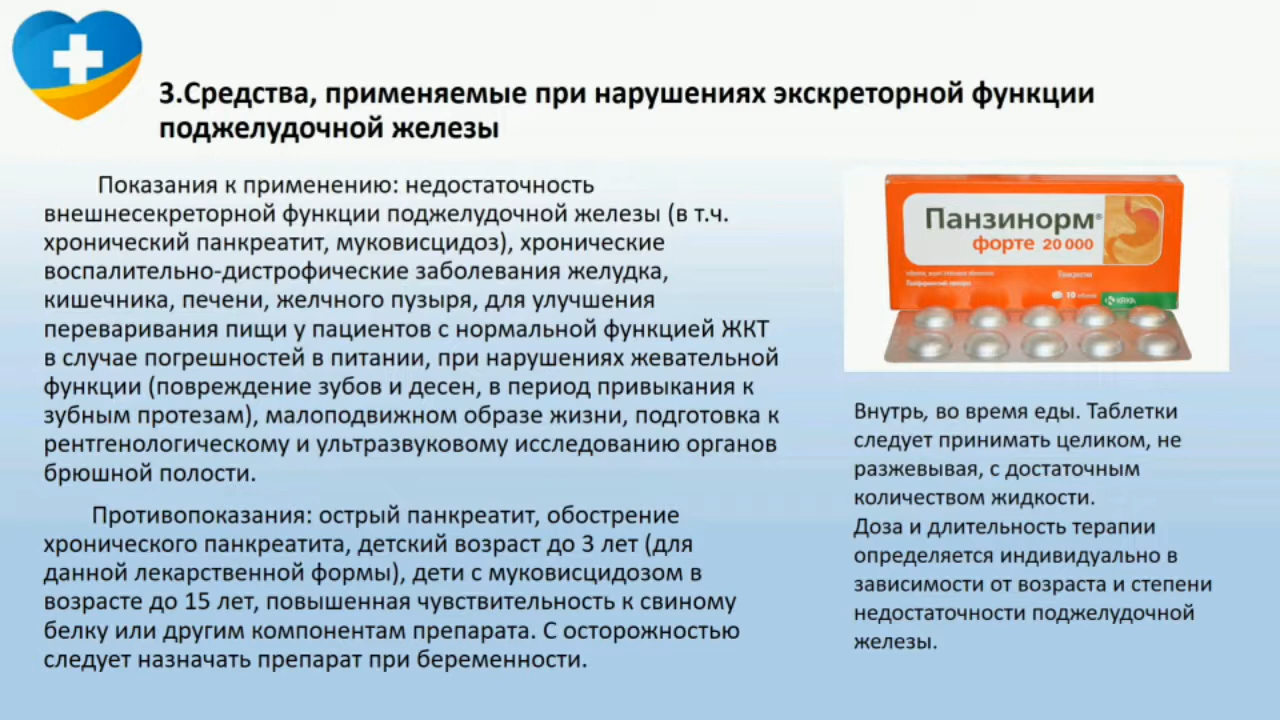 3.Средства, применяемые при нарушениях экскреторной функции
поджелудочной железы
Показания к применению: недостаточность
внешнесекреторной функции поджелудочной железы (в т.ч.
хронический панкреатит, муковисцидоз), хронические
воспалительно-дистрофические заболевания желудка,
кишечника, печени, желчного пузыря, для улучшения
переваривания пищи у пациентов с нормальной функцией ЖКТ
в случае погрешностей в питании, при нарушениях жевательной
функции (повреждение зубов и десен, в период привыкания к
зубным протезам), малоподвижном образе жизни, подготовка к
рентгенологическому и ультразвуковому исследованию органов
брюшной полости.
Противопоказания: острый панкреатит, обострение
хронического панкреатита, детский возраст до 3 лет (для
данной лекарственной формы), дети с муковисцидозом в
возрасте до 15 лет, повышенная чувствительность к свиному
белку или другим компонентам препарата. С осторожностью
следует назначать препарат при беременности.
Панзинорм®
форте 20 000
10 таблеток
KRKA
Внутрь, во время еды. Таблетки
следует принимать целиком, не
разжевывая, с достаточным
количеством жидкости.
Доза и длительность терапии
определяется индивидуально в
зависимости от возраста и степени
недостаточности поджелудочной
железы.